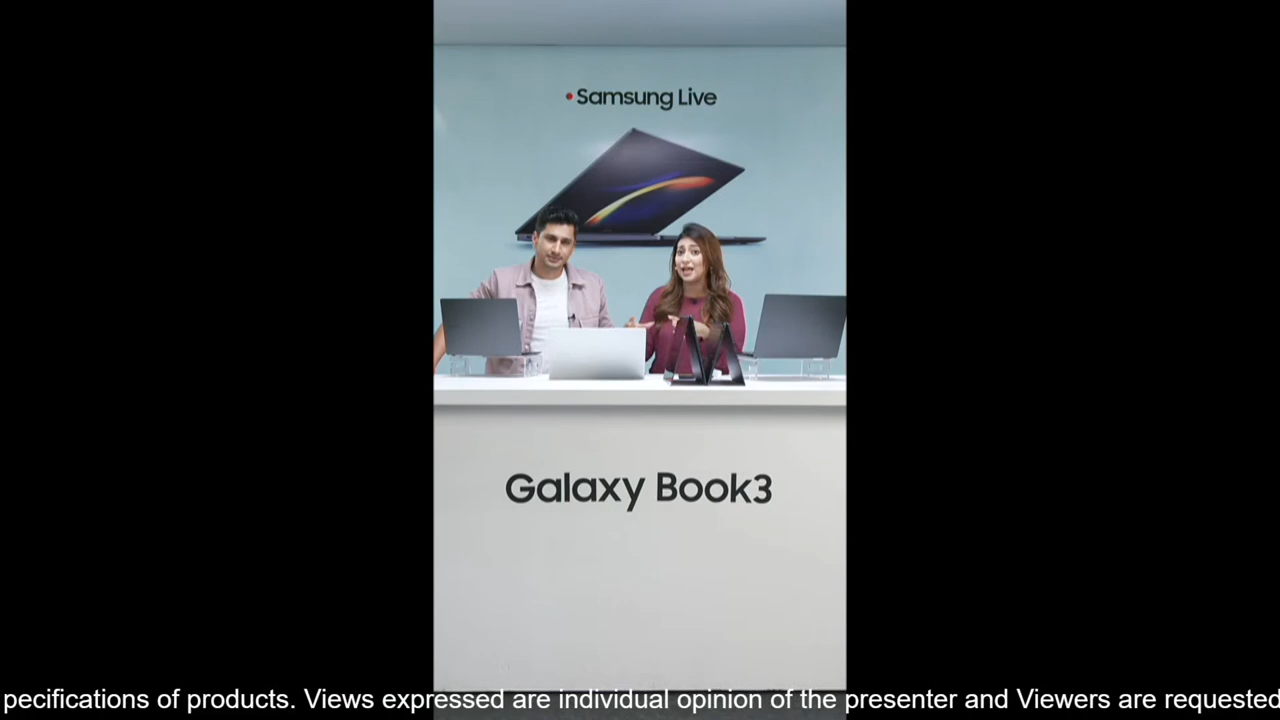 Samsung Live
Galaxy Book3
pecifications of products. Views expressed are individual opinion of the presenter and Viewers are requested